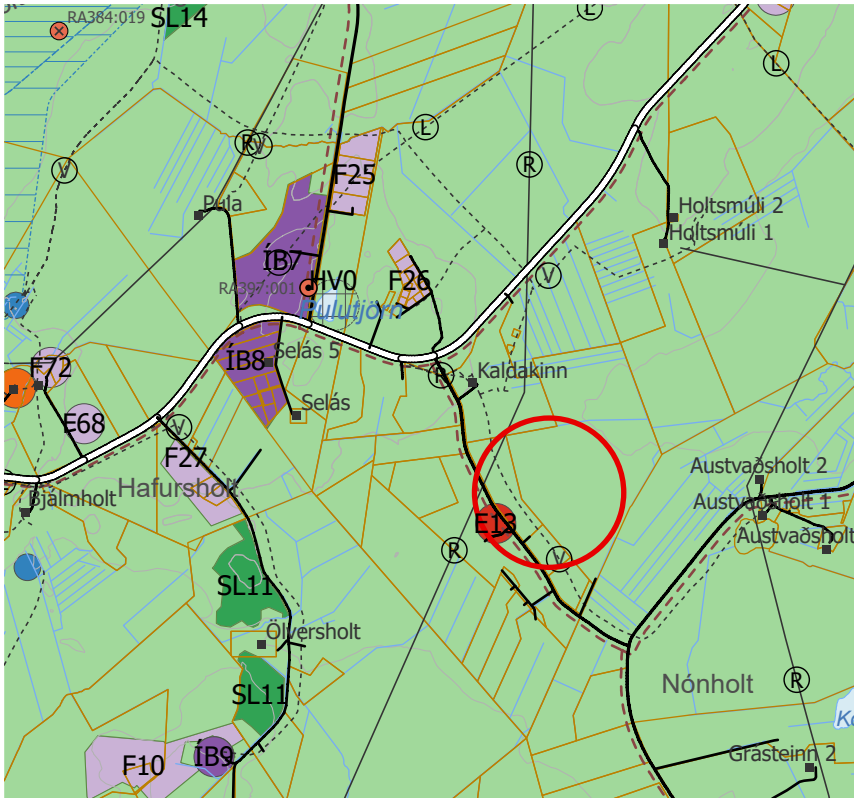 RA384:019
SL14
L
L
L
R
V
V
R
Pula
F25
Holtsmúli 2
Holtsmúli 1
ÍB7
RA397:001
HV0
F26
V
Pulutjörn
ÍB8
Selás 5
F72
R
Kaldakinn
Selás
E68
V
F27
Hafursholt
Bjálmholt
Austvaðsholt 2
Austvaðsholt 1
Austvaðsholt
E13
R
V
SL11
Ölversholt
SL11
Nónholt
R
Grásteinn 2
F10
ÍB9